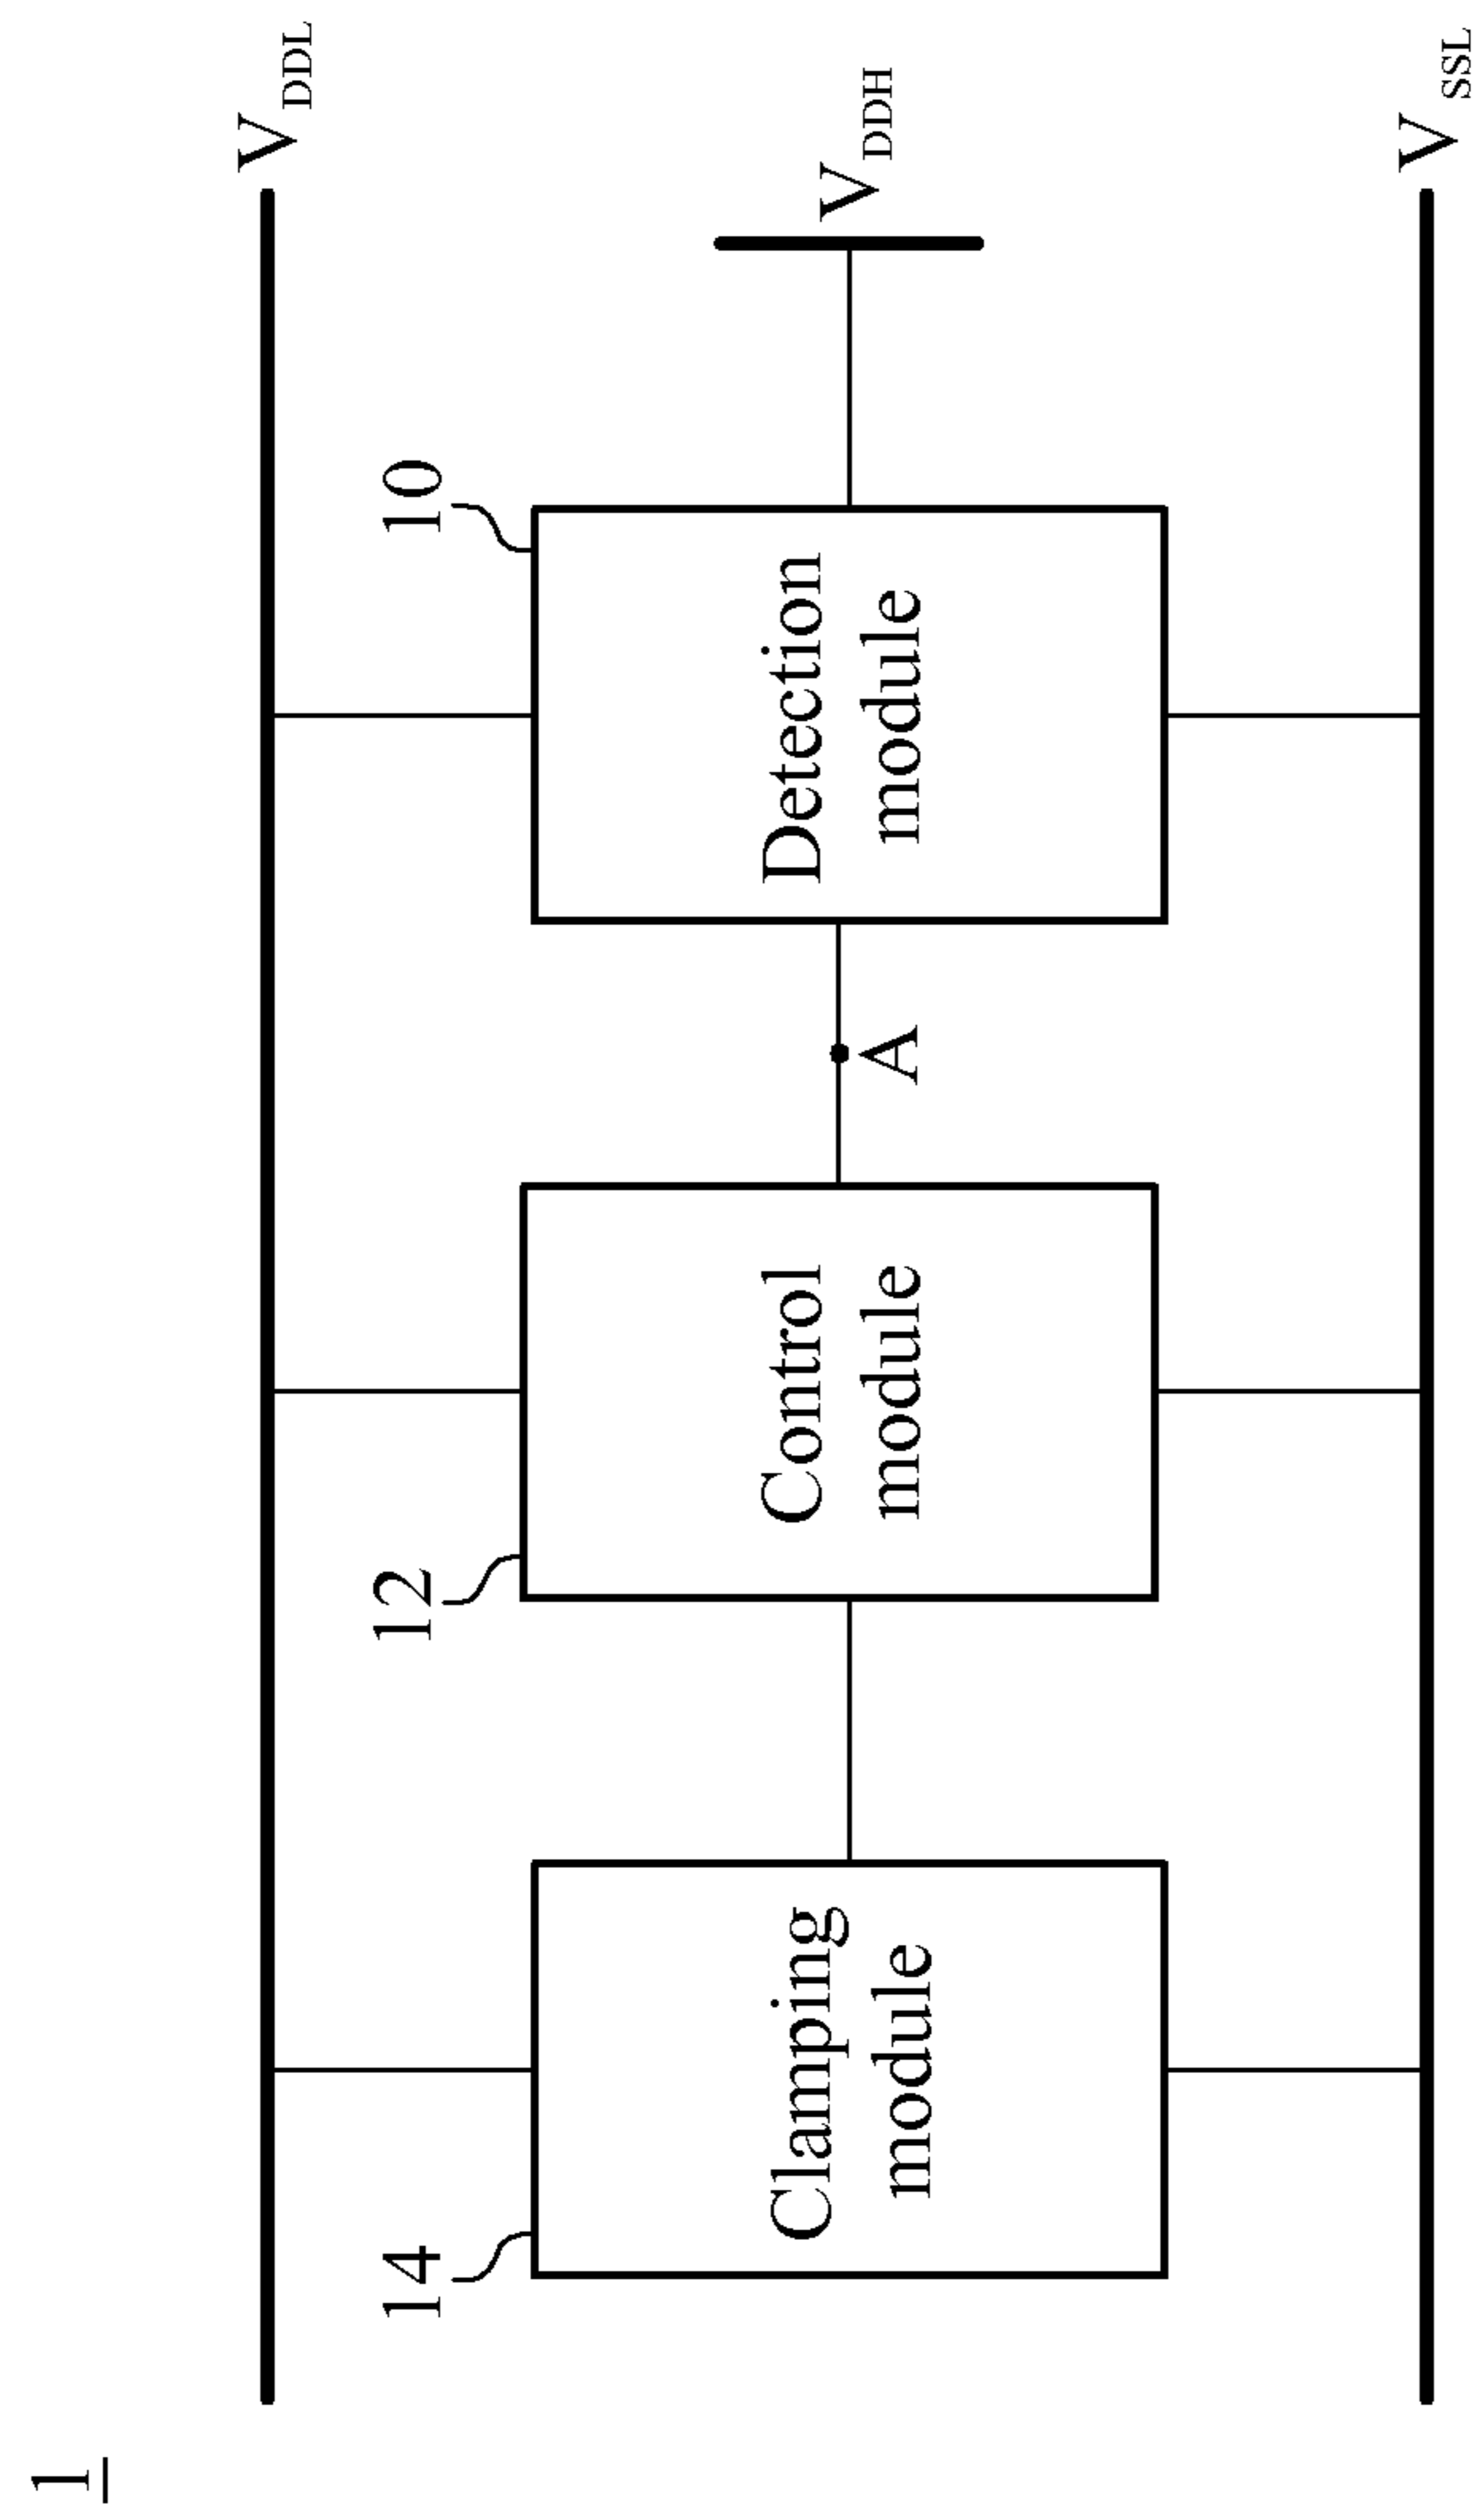 1
V_DDL
14
12
10
Clamping
module
Control
module
A
Detection
module
V_DDH
V_SSL